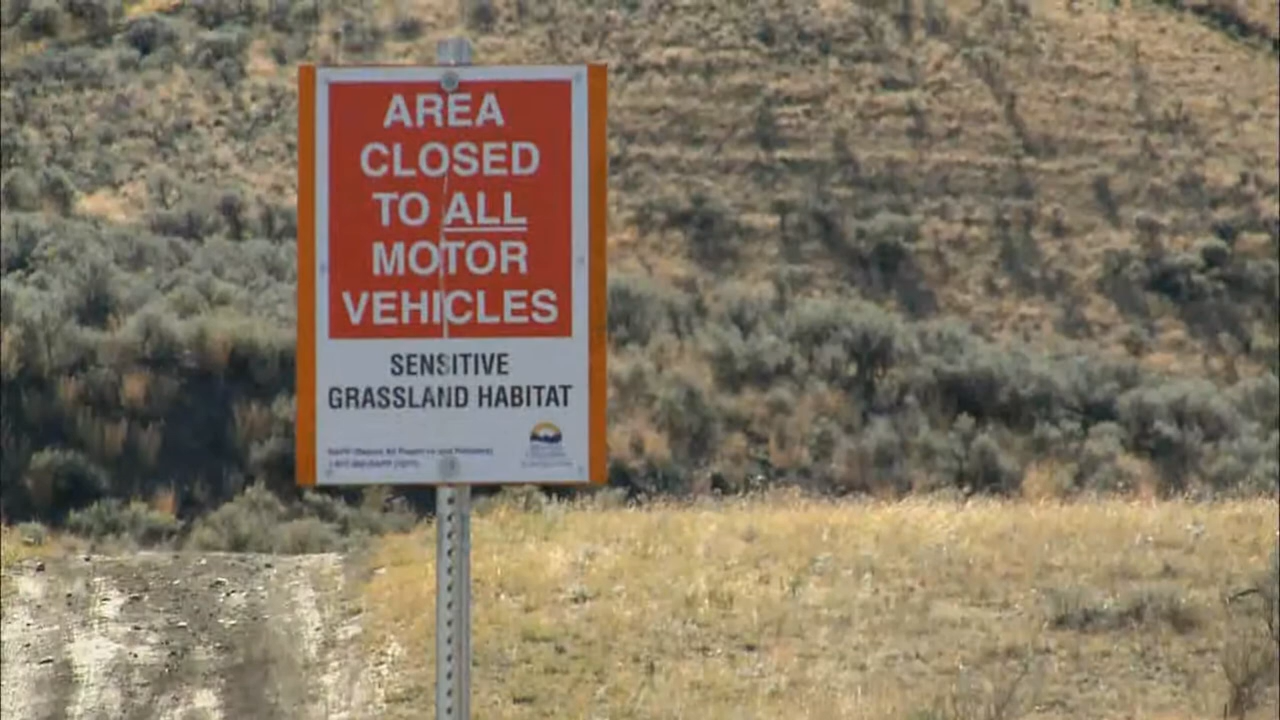 AREA
CLOSED
TO ALL
MOTOR
VEHICLES
SENSITIVE
GRASSLAND HABITAT